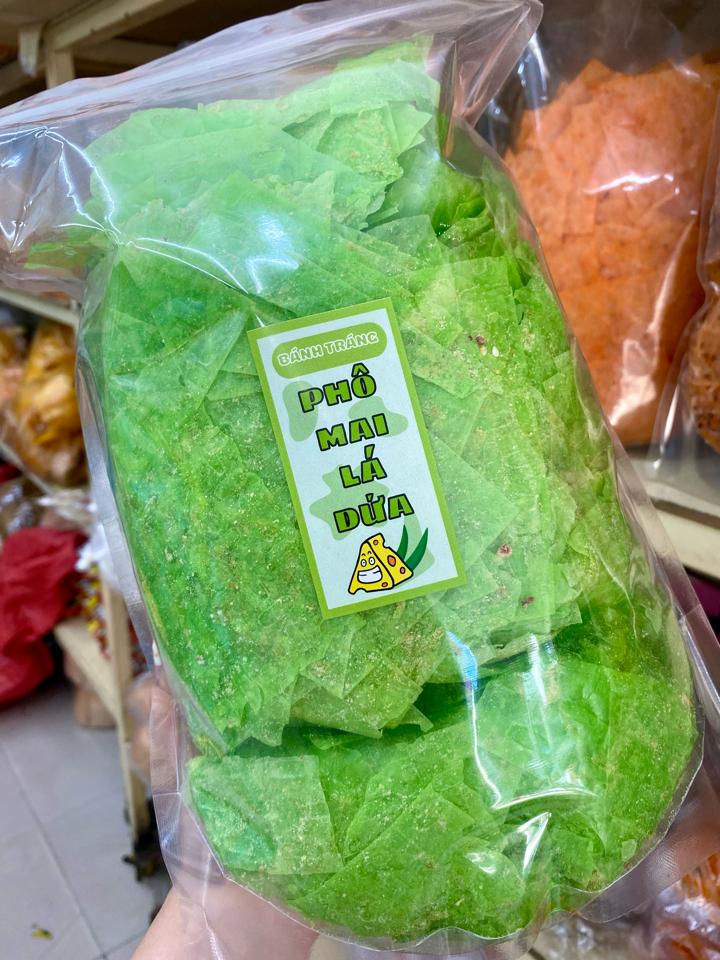 BÁNH TRÁNG
PHÔ
MAI
LÁ
DỨA